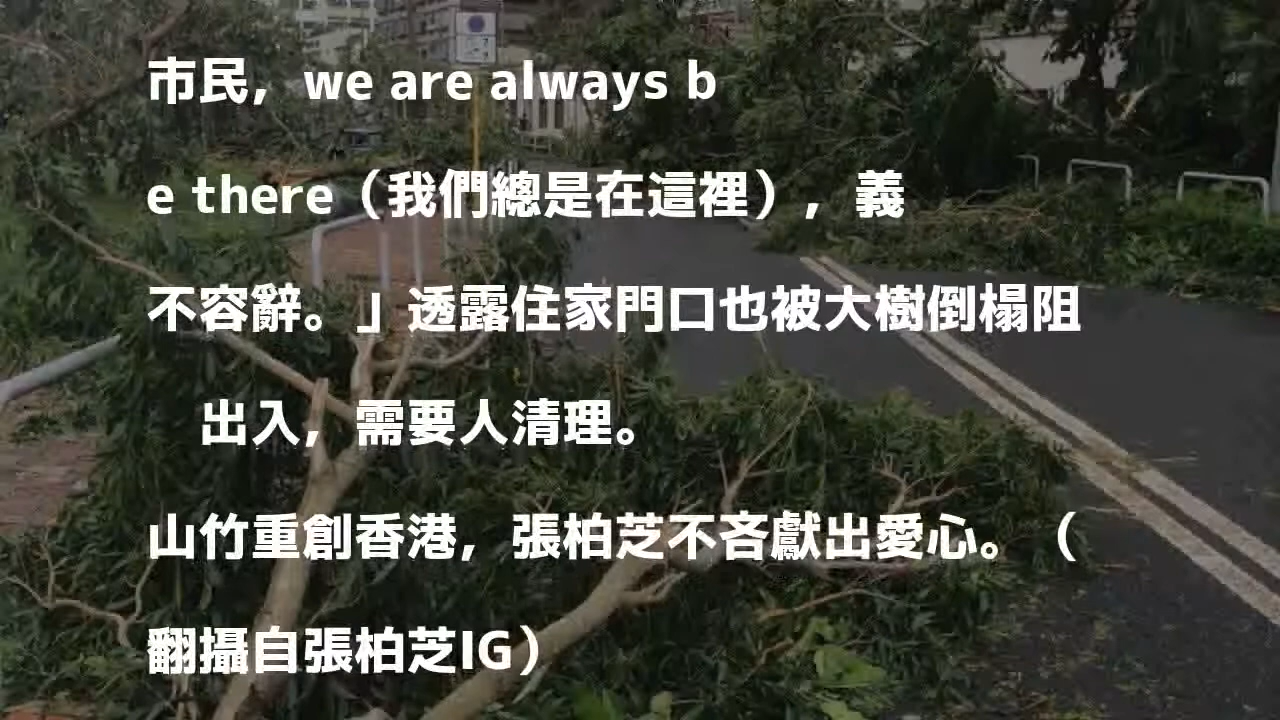 市民，we are always b
e there（我們總是在這裡），義
不容辭。」透露住家門口也被大樹倒榻阻
出入，需要人清理。
山竹重創香港，張柏芝不吝獻出愛心。（
翻攝自張柏芝IG）